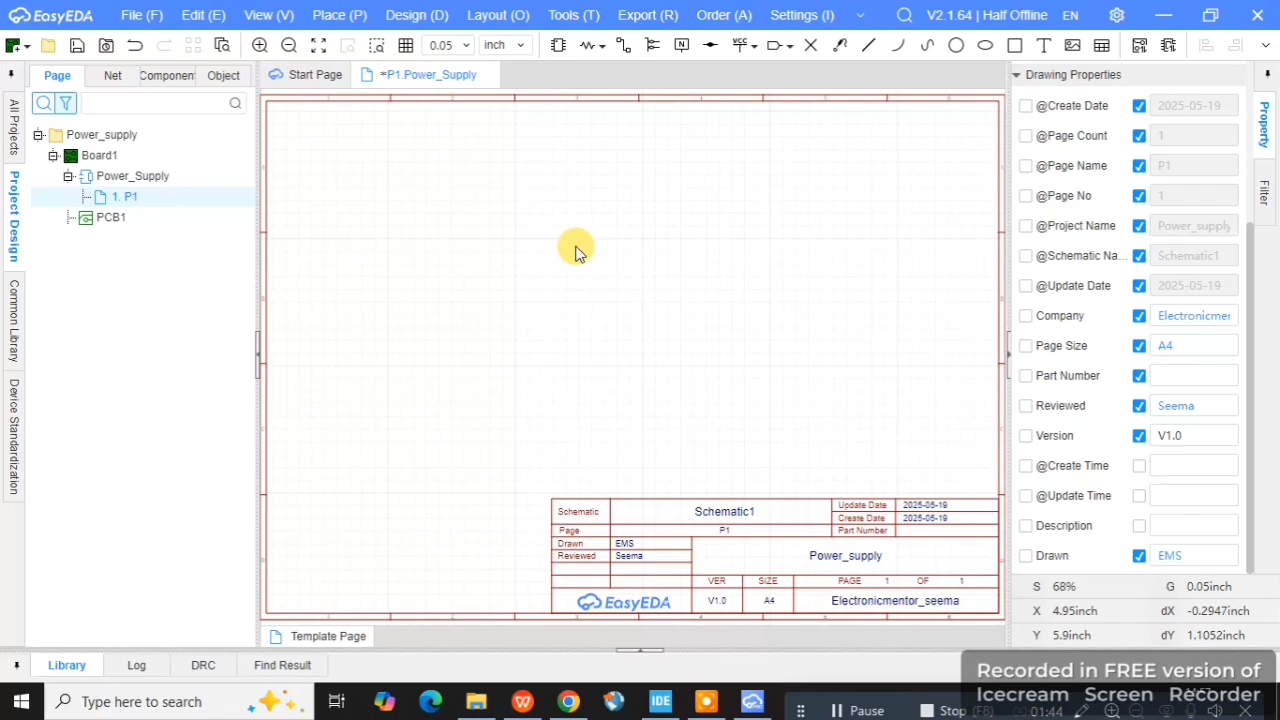 EasyEDA File (F) Edit (E) View (V) Place (P) Design (D) Layout (O) Tools (T) Export (R) Order (A) Settings (I) V2.1.64 | Half Offline EN
0.05 inch VCC
Page Net Component Object Start Page *P1.Power_Supply Drawing Properties
All Projects
Project Design
Common Library
Device Standardization
Power_supply
Board1
Power_Supply
1. P1
PCB1
Schematic Schematic1 Update Date 2025-05-19
Create Date 2025-05-19
Page P1 Part Number
Drawn EMS
Reviewed Seema Power_supply
VER SIZE PAGE 1 OF 1
EasyEDA V1.0 A4 Electronicmentor_seema
Template Page
@Create Date 2025-05-19
@Page Count 1
@Page Name P1
@Page No 1
@Project Name Power_supply
@Schematic Na... Schematic1
@Update Date 2025-05-19
Company Electronicmer
Page Size A4
Part Number
Reviewed Seema
Version V1.0
@Create Time
@Update Time
Description
Drawn EMS
S 68% G 0.05inch
X 4.95inch dX -0.2947inch
Y 5.9inch dY 1.1052inch
Property
Filter
Library Log DRC Find Result
Recorded in FREE version of
Icecream Screen Recorder
Type here to search IDE Pause Stop (F8) 01:44